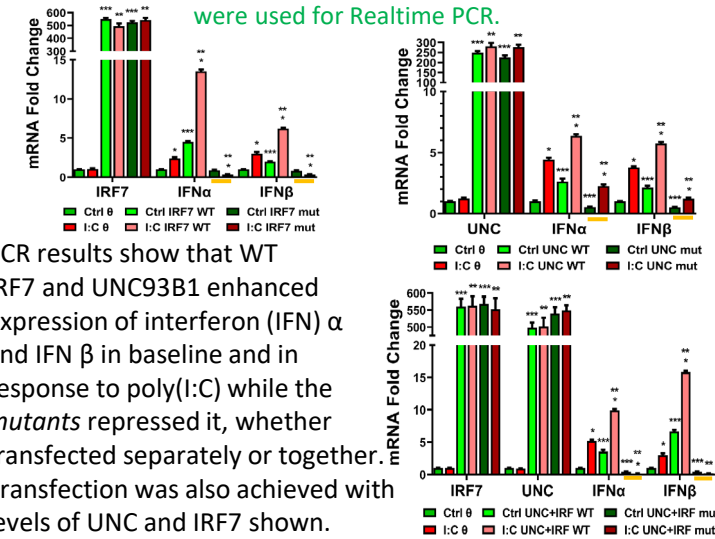 were used for Realtime PCR.
mRNA Fold Change
600
500
400
300
15
10
5
0
*** ** *** **
* *** ** * ** *
* *** ** * ** *
IRF7 IFNα IFNβ
Ctrl θ Ctrl IRF7 WT Ctrl IRF7 mut
I:C θ I:C IRF7 WT I:C IRF7 mut
mRNA Fold Change
300
250
200
150
100
10
5
0
*** ** *** **
* *** ** * *** ** *
* *** ** * *** ** *
UNC IFNα IFNβ
Ctrl θ Ctrl UNC WT Ctrl UNC mut
I:C θ I:C UNC WT I:C UNC mut
CR results show that WT
RF7 and UNC93B1 enhanced
xpression of interferon (IFN) α
nd IFN β in baseline and in
esponse to poly(I:C) while the
mutants repressed it, whether
ransfected separately or together.
ransfection was also achieved with
evels of UNC and IRF7 shown.
mRNA Fold Change
600
550
500
20
15
10
5
0
*** ** *** **
*** ** *** **
* *** ** * *** ** *
* *** ** * *** ** *
IRF7 UNC IFNα IFNβ
Ctrl θ Ctrl UNC+IRF WT Ctrl UNC+IRF mu
I:C θ I:C UNC+IRF WT I:C UNC+IRF mut